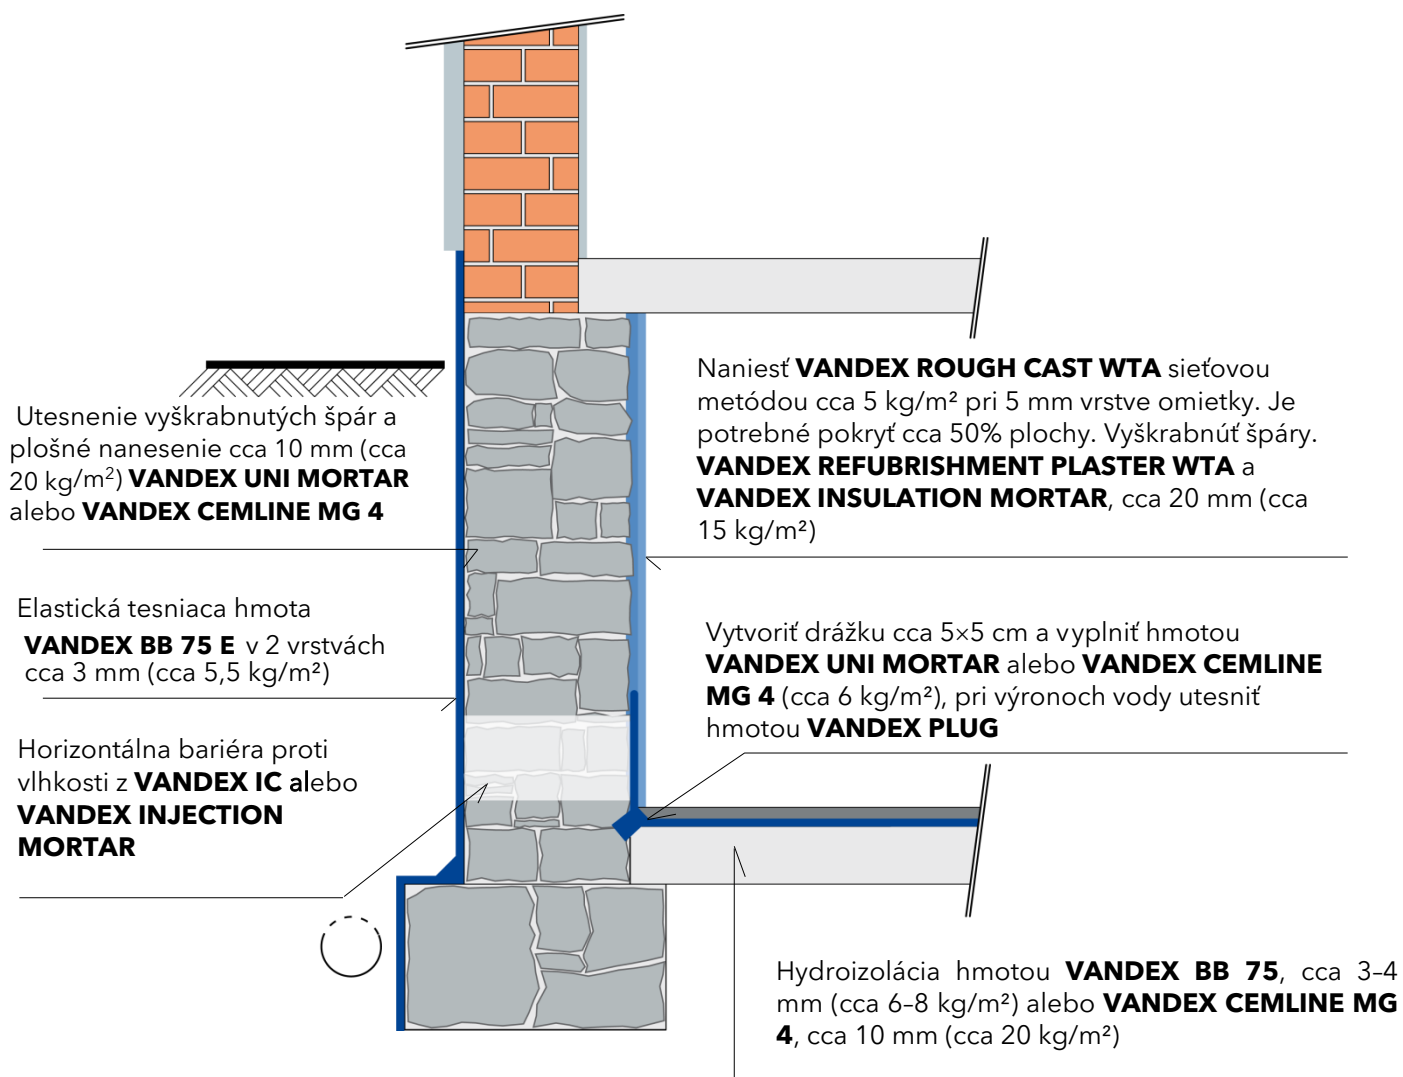 Utesnenie vyškrabnutých špár a
plošné nanesenie cca 10 mm (cca
20 kg/m²) VANDEX UNI MORTAR
alebo VANDEX CEMLINE MG 4
Elastická tesniaca hmota
VANDEX BB 75 E v 2 vrstvách
cca 3 mm (cca 5,5 kg/m²)
Horizontálna bariéra proti
vlhkosti z VANDEX IC alebo
VANDEX INJECTION
MORTAR
Naniesť VANDEX ROUGH CAST WTA sieťovou
metódou cca 5 kg/m² pri 5 mm vrstve omietky. Je
potrebné pokryť cca 50% plochy. Vyškrabnúť špáry.
VANDEX REFUBRISHMENT PLASTER WTA a
VANDEX INSULATION MORTAR, cca 20 mm (cca
15 kg/m²)
Vytvoriť drážku cca 5×5 cm a vyplniť hmotou
VANDEX UNI MORTAR alebo VANDEX CEMLINE
MG 4 (cca 6 kg/m²), pri výronoch vody utesniť
hmotou VANDEX PLUG
Hydroizolácia hmotou VANDEX BB 75, cca 3–4
mm (cca 6–8 kg/m²) alebo VANDEX CEMLINE MG
4, cca 10 mm (cca 20 kg/m²)